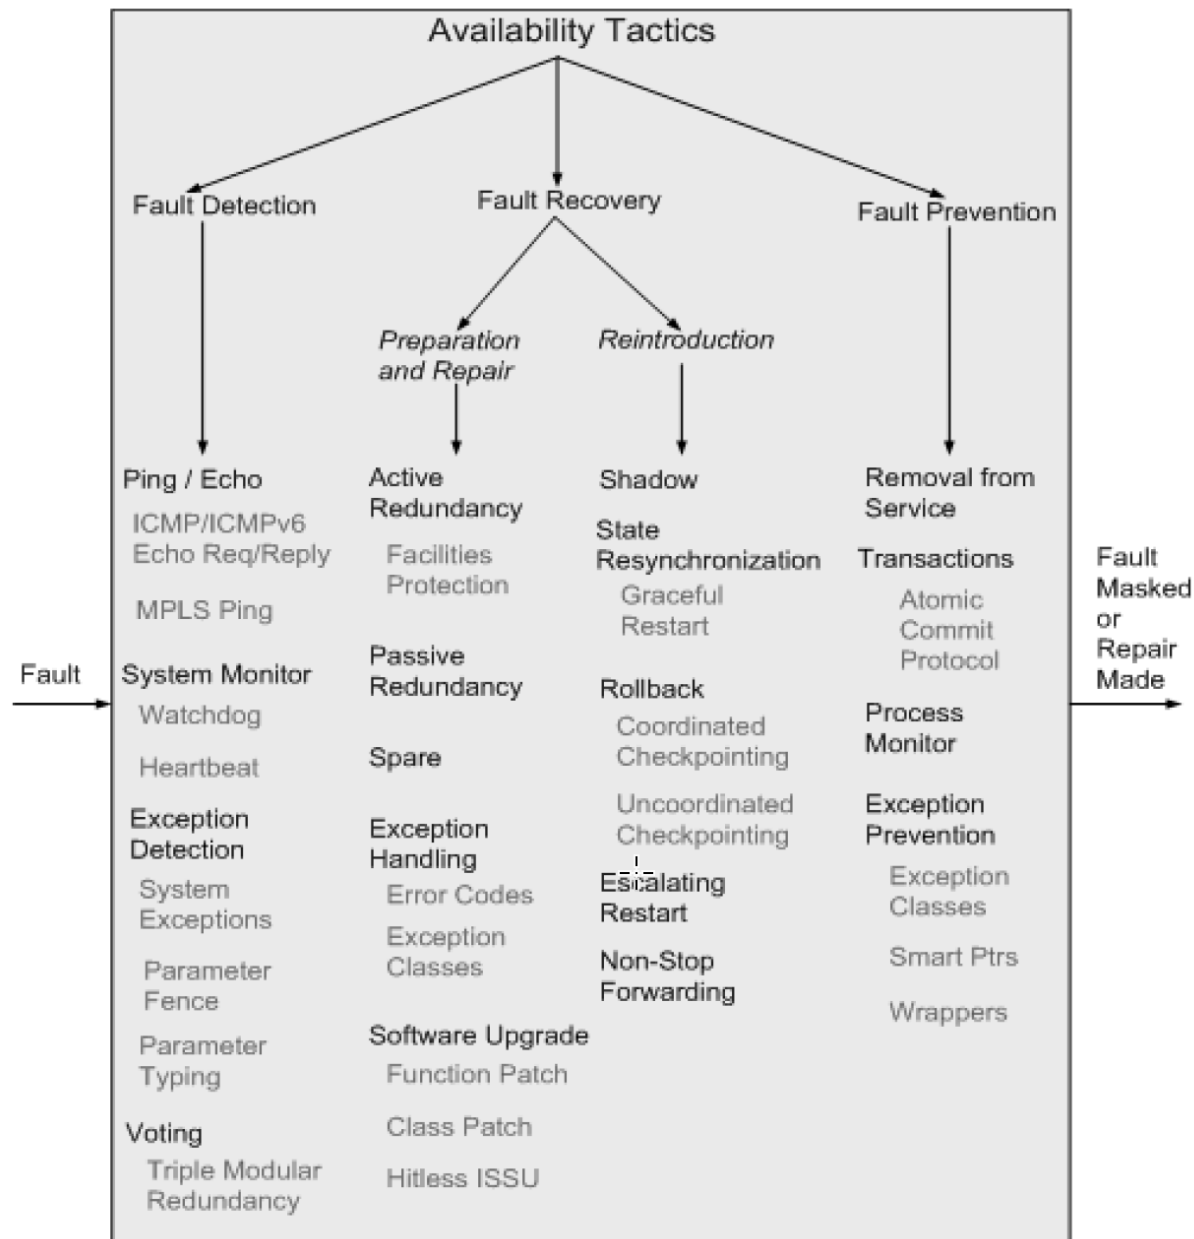 Availability Tactics
Fault Detection
Fault Recovery
Fault Prevention
Preparation
and Repair
Reintroduction
Ping / Echo
ICMP/ICMPv6
Echo Req/Reply
MPLS Ping
System Monitor
Watchdog
Heartbeat
Exception
Detection
System
Exceptions
Parameter
Fence
Parameter
Typing
Voting
Triple Modular
Redundancy
Active
Redundancy
Facilities
Protection
Passive
Redundancy
Spare
Exception
Handling
Error Codes
Exception
Classes
Software Upgrade
Function Patch
Class Patch
Hitless ISSU
Shadow
State
Resynchronization
Graceful
Restart
Rollback
Coordinated
Checkpointing
Uncoordinated
Checkpointing
Escalating
Restart
Non-Stop
Forwarding
Removal from
Service
Transactions
Atomic
Commit
Protocol
Process
Monitor
Exception
Prevention
Exception
Classes
Smart Ptrs
Wrappers
Fault
Fault
Masked
or
Repair
Made